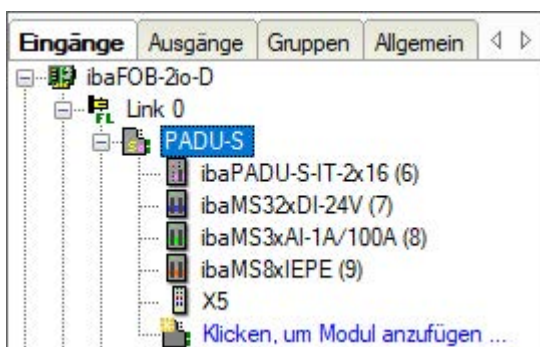 Eingänge Ausgänge Gruppen Allgemein
ibaFOB-2io-D
FL Link 0
PADU-S
ibaPADU-S-IT-2x16 (6)
ibaMS32xDI-24V (7)
ibaMS3xAI-1A/100A (8)
ibaMS8xIEPE (9)
X5
Klicken, um Modul anzufügen ...